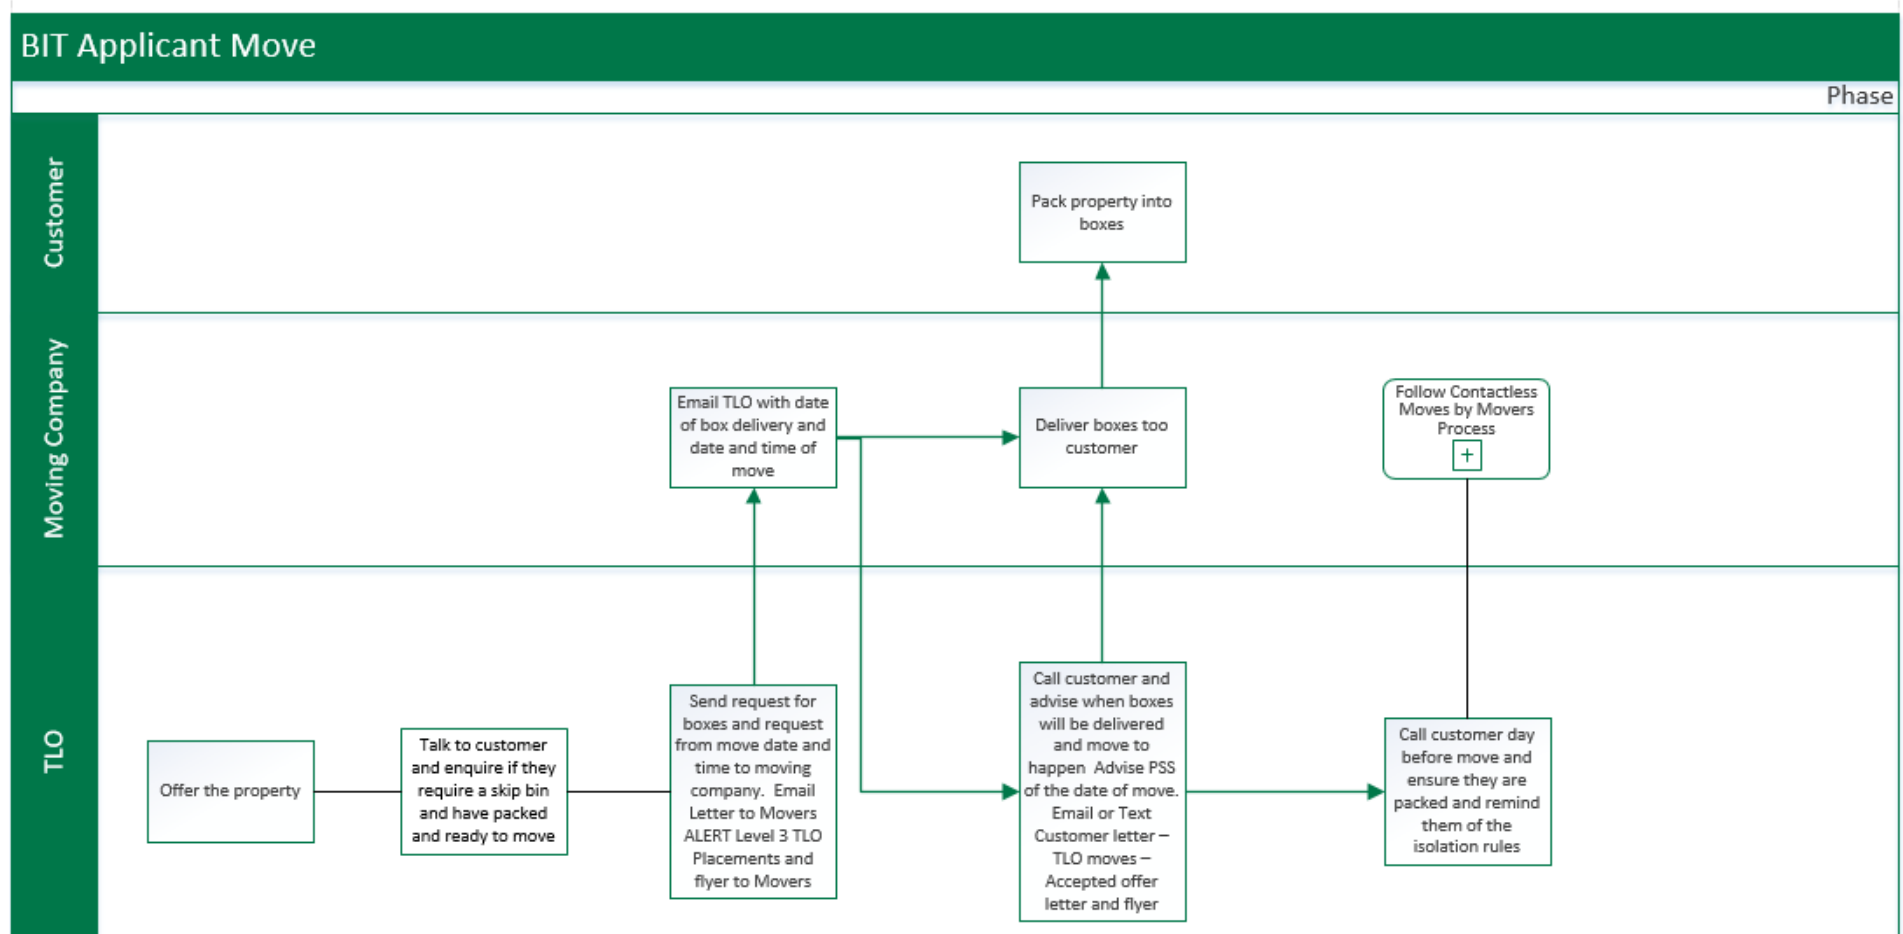 BIT Applicant Move
Phase
Customer
Pack property into
boxes
Moving Company
Email TLO with date
of box delivery and
date and time of
move
Deliver boxes too
customer
Follow Contactless
Moves by Movers
Process
+
TLO
Offer the property
Talk to customer
and enquire if they
require a skip bin
and have packed
and ready to move
Send request for
boxes and request
from move date and
time to moving
company.  Email
Letter to Movers
ALERT Level 3 TLO
Placements and
flyer to Movers
Call customer and
advise when boxes
will be delivered
and move to
happen  Advise PSS
of the date of move.
Email or Text
Customer letter –
TLO moves –
Accepted offer
letter and flyer
Call customer day
before move and
ensure they are
packed and remind
them of the
isolation rules